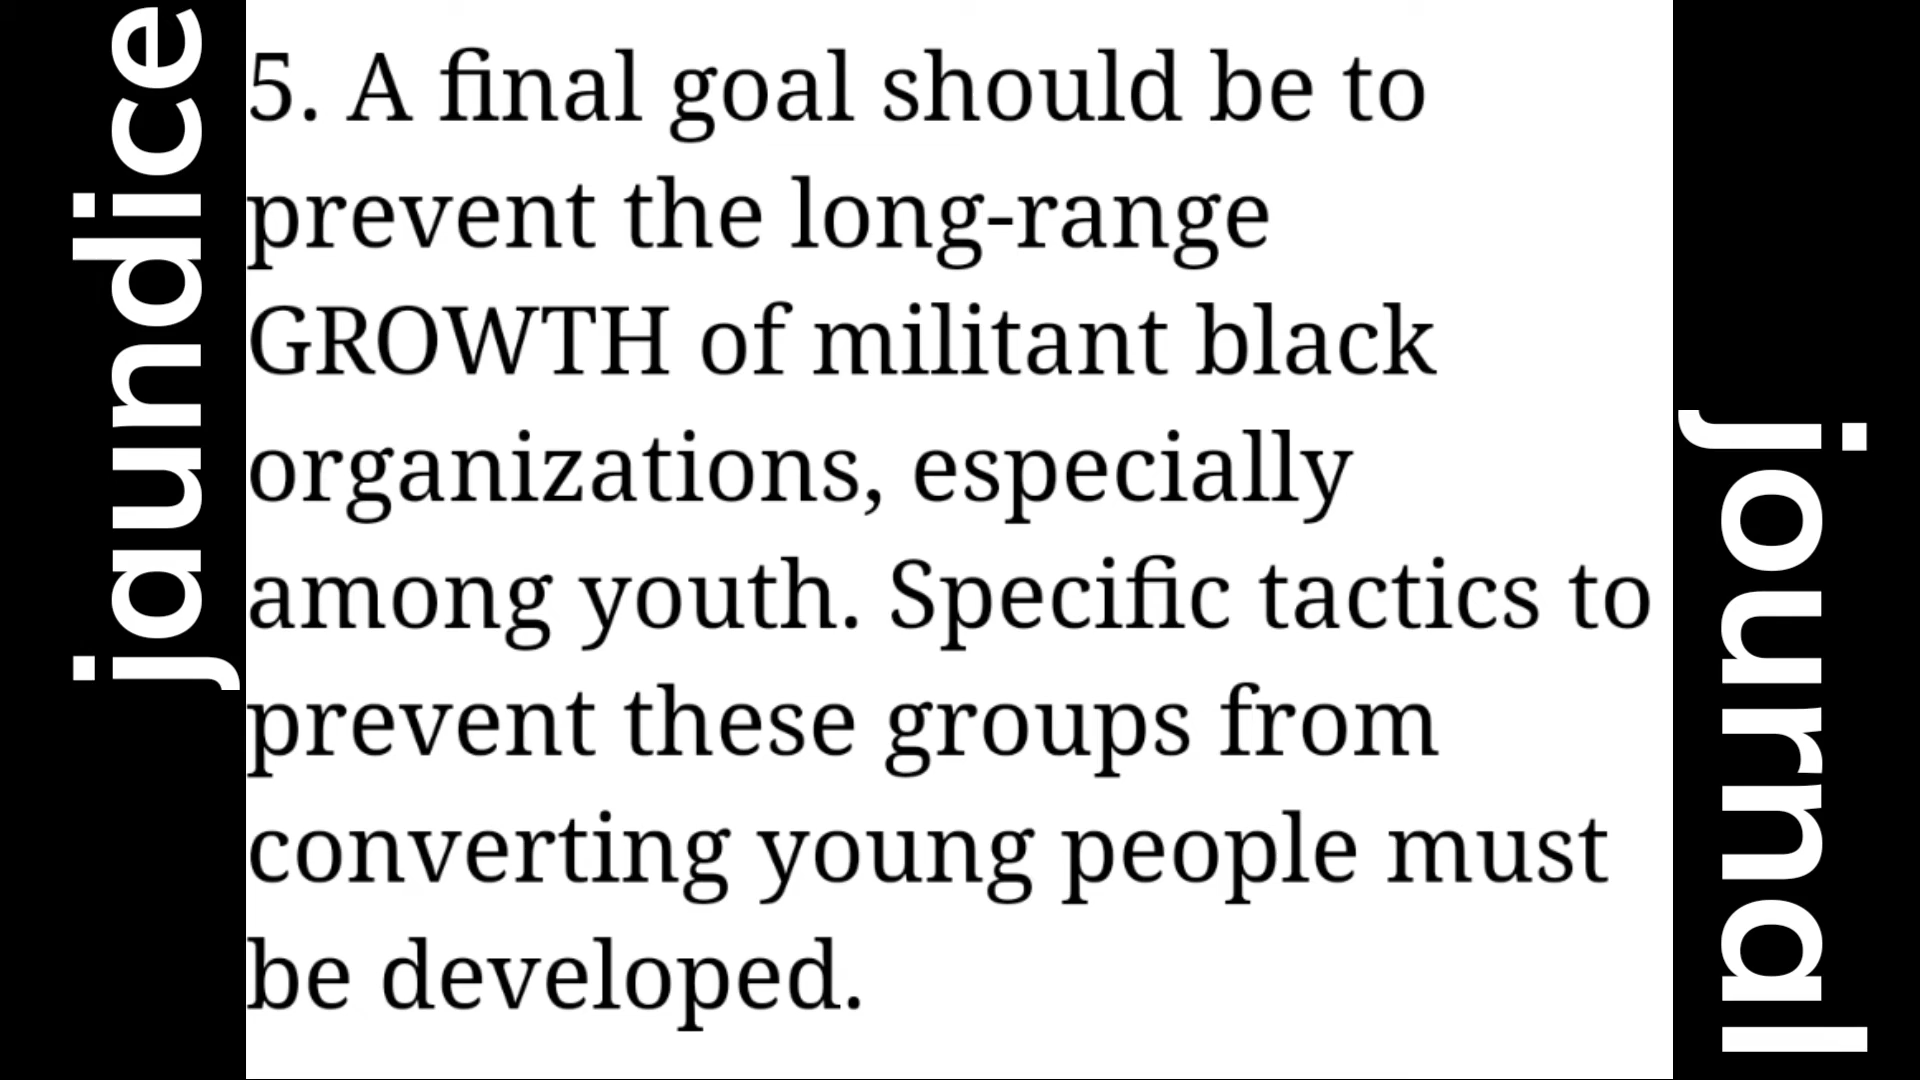 jaundice
5. A final goal should be to
prevent the long-range
GROWTH of militant black
organizations, especially
among youth. Specific tactics to
prevent these groups from
converting young people must
be developed.
journal